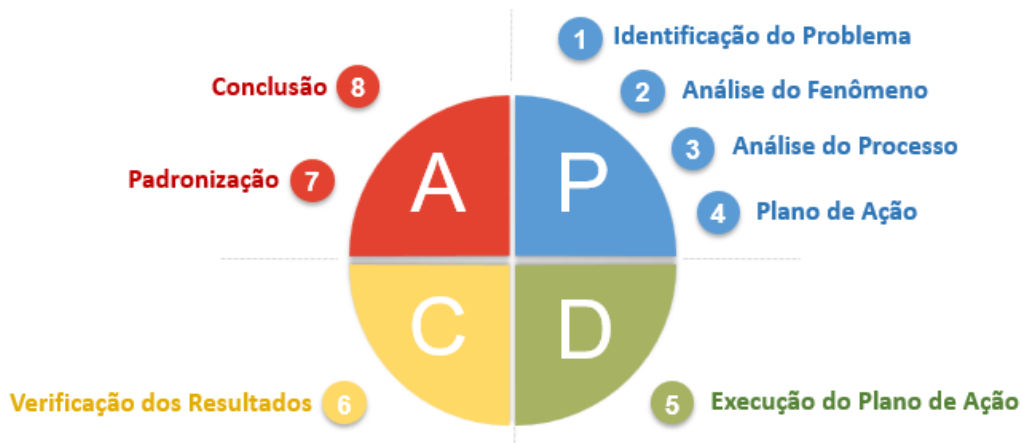 1 Identificação do Problema
2 Análise do Fenômeno
3 Análise do Processo
4 Plano de Ação
5 Execução do Plano de Ação
Verificação dos Resultados 6
Padronização 7
Conclusão 8
A P
C D